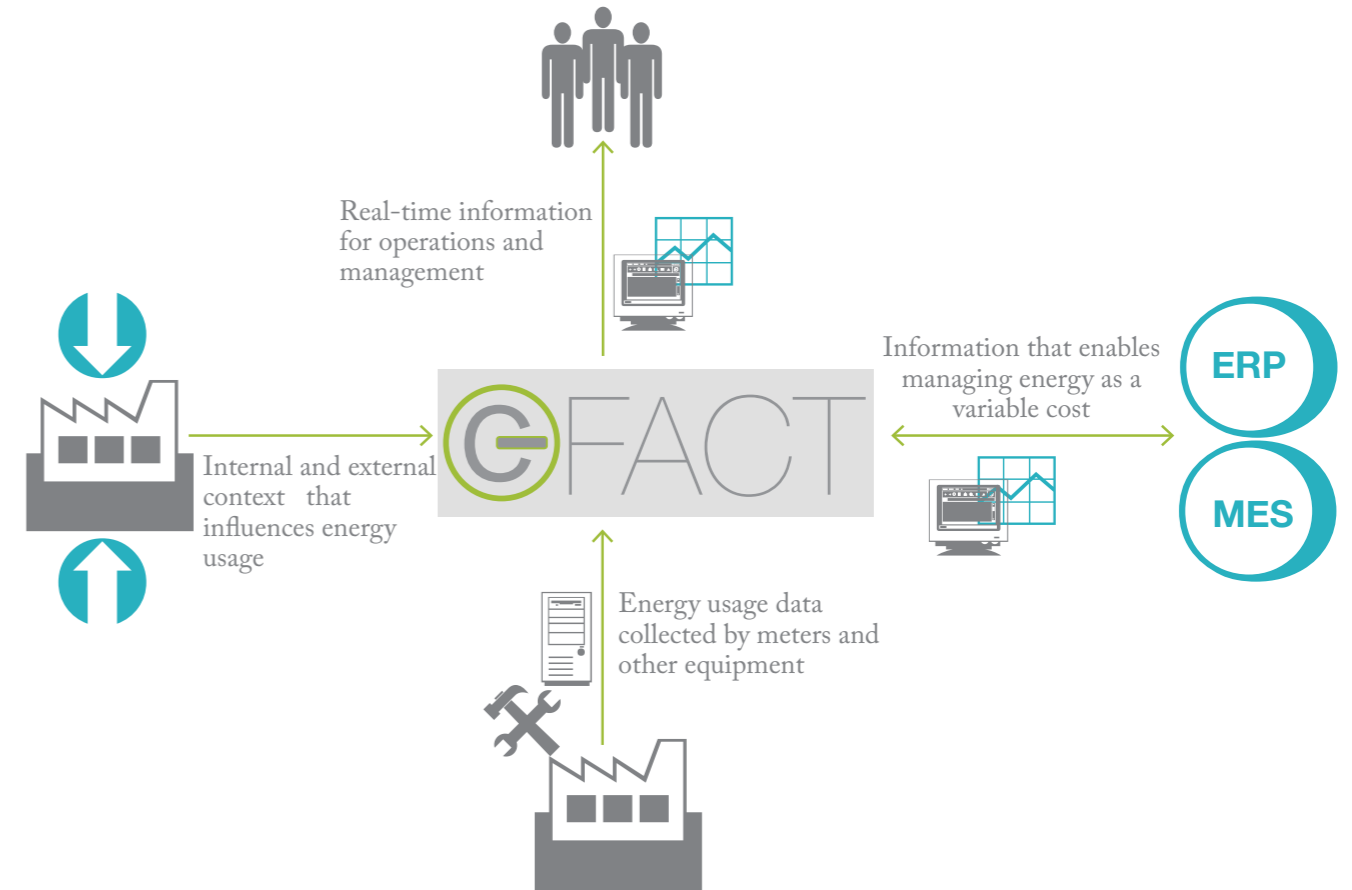 Real-time information
for operations and
management
Information that enables
managing energy as a
variable cost
ERP
MES
FACT
Internal and external
context that
influences energy
usage
Energy usage data
collected by meters and
other equipment